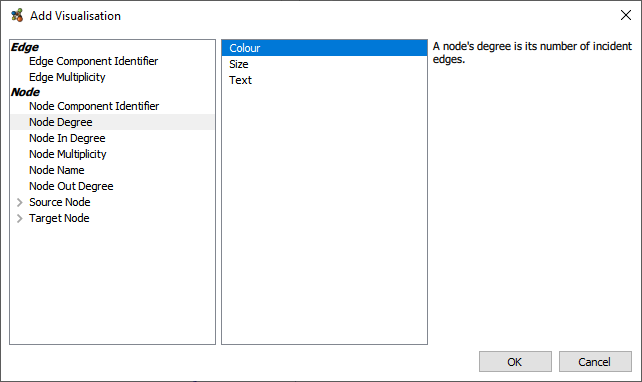 Add Visualisation
Edge
Edge Component Identifier
Edge Multiplicity
Node
Node Component Identifier
Node Degree
Node In Degree
Node Multiplicity
Node Name
Node Out Degree
Source Node
Target Node
Colour
Size
Text
A node's degree is its number of incident
edges.
OK
Cancel